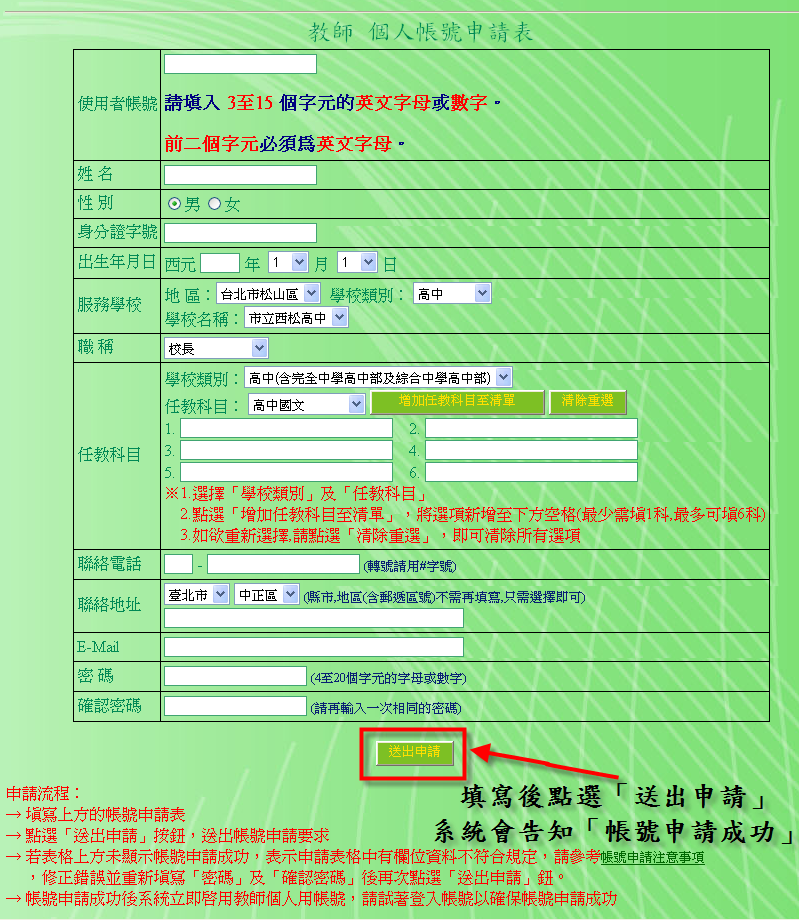 教師 個人帳號申請表
使用者帳號
請填入 3至15 個字元的英文字母或數字。
前二個字元必須為英文字母。
姓 名
性 別
男 女
身分證字號
出生年月日
西元 年 1 月 1 日
服務學校
地 區： 台北市松山區 學校類別： 高中
學校名稱： 市立西松高中
職 稱
校長
任教科目
學校類別： 高中(含完全中學高中部及綜合中學高中部)
任教科目： 高中國文 增加任教科目至清單 清除重選
1. 2.
3. 4.
5. 6.
※1.選擇「學校類別」及「任教科目」
2.點選「增加任教科目至清單」，將選項新增至下方空格(最少需填1科,最多可填6科)
3.如欲重新選擇,請點選「清除重選」，即可清除所有選項
聯絡電話
- (轉號請用#字號)
聯絡地址
臺北市 中正區 (縣市,地區(含郵遞區號)不需再填寫,只需選擇即可)
E-Mail
密 碼
(4至20個字元的字母或數字)
確認密碼
(請再輸入一次相同的密碼)
送出申請
填寫後點選「送出申請」
系統會告知「帳號申請成功」
申請流程：
→ 填寫上方的帳號申請表
→ 點選「送出申請」按鈕，送出帳號申請要求
→ 若表格上方未顯示帳號申請成功，表示申請表格中有欄位資料不符合規定，請參考帳號申請注意事項
，修正錯誤並重新填寫「密碼」及「確認密碼」後再次點選「送出申請」鈕。
→ 帳號申請成功後系統立即啓用教師個人用帳號，請試著登入帳號以確保帳號申請成功